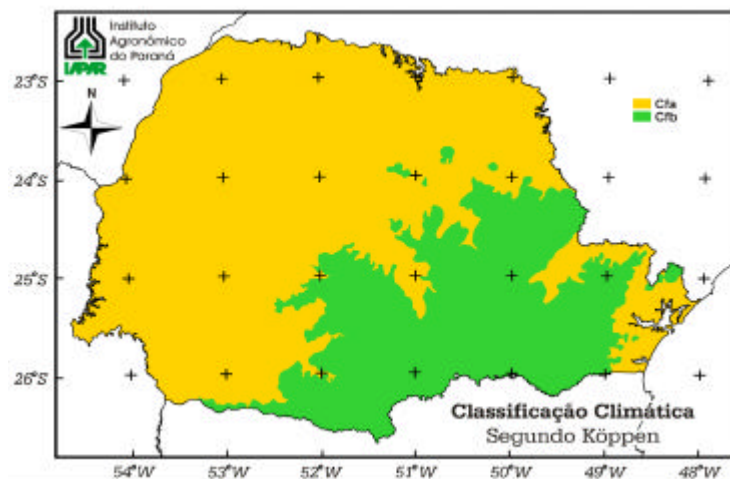 Instituto
Agronômico
do Paraná
IAPAR
N
Cfa
Cfb
23°S
24°S
25°S
26°S
Classificação Climática
Segundo Köppen
54°W 53°W 52°W 51°W 50°W 49°W 48°W